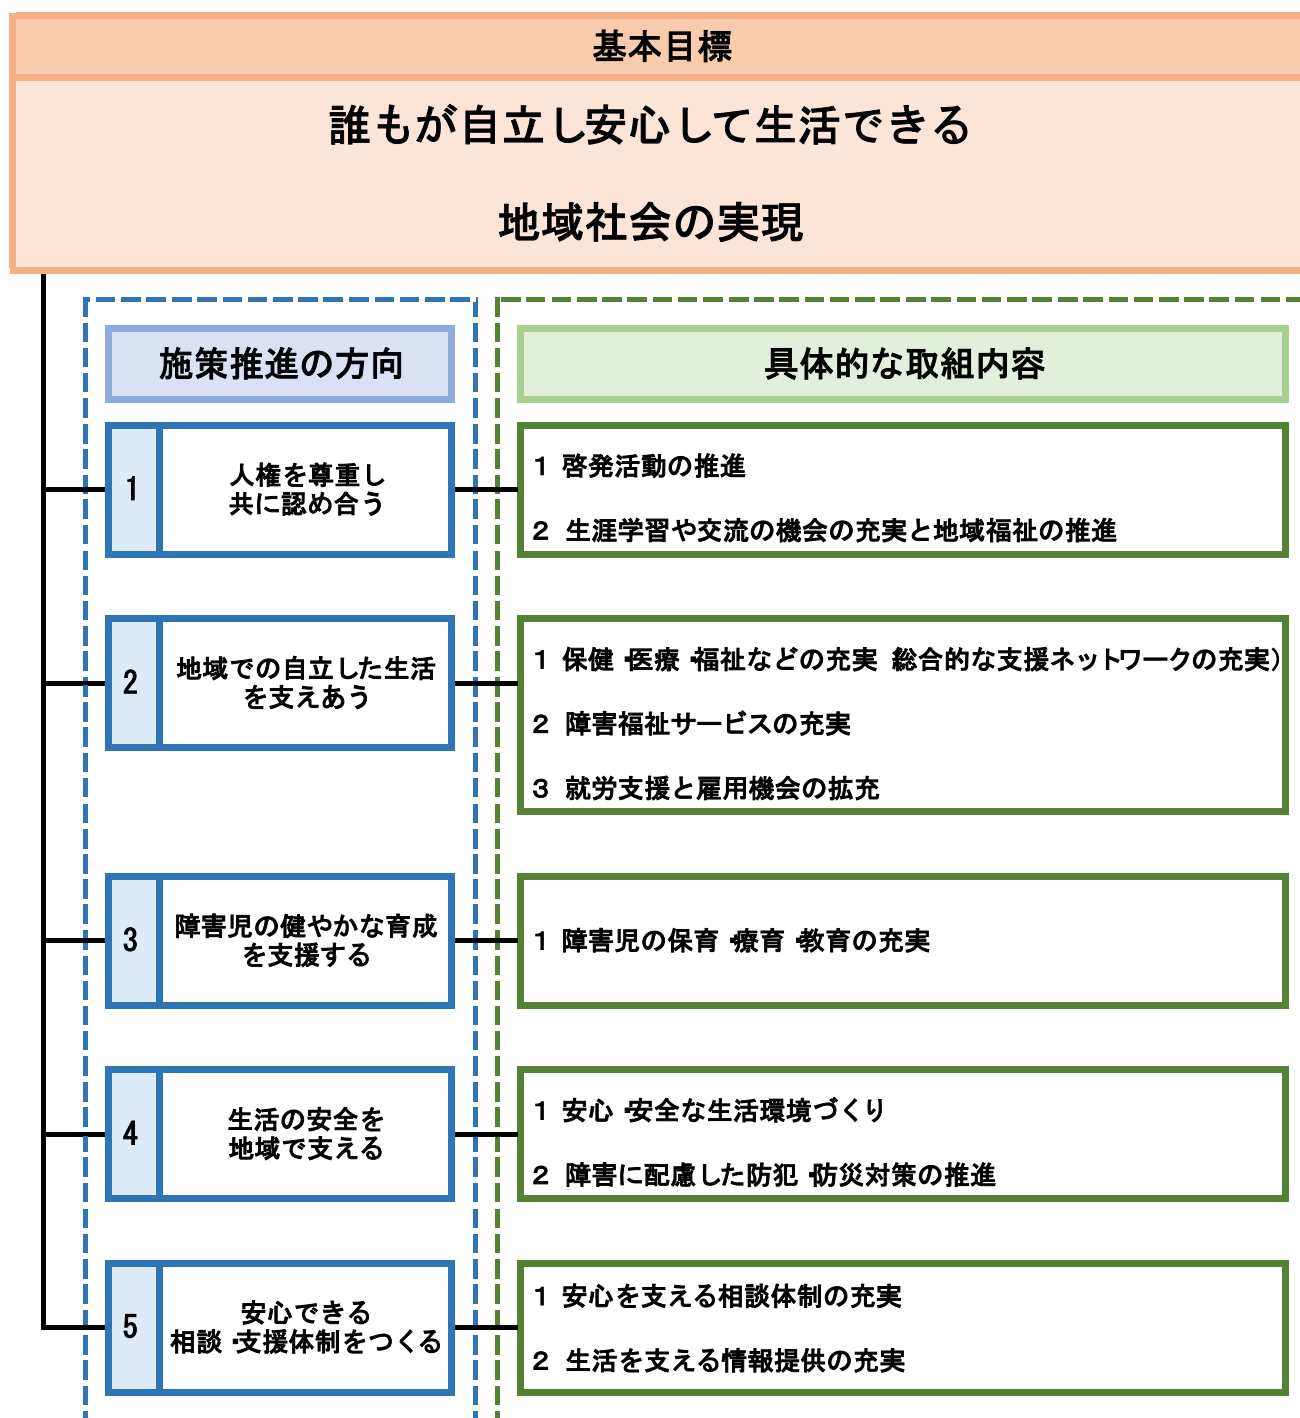 基本目標
誰もが自立し安心して生活できる
地域社会の実現
施策推進の方向
具体的な取組内容
1
人権を尊重し
共に認め合う
1 啓発活動の推進
2 生涯学習や交流の機会の充実と地域福祉の推進
2
地域での自立した生活
を支えあう
1 保健・医療・福祉などの充実(総合的な支援ネットワークの充実)
2 障害福祉サービスの充実
3 就労支援と雇用機会の拡充
3
障害児の健やかな育成
を支援する
1 障害児の保育・療育・教育の充実
4
生活の安全を
地域で支える
1 安心・安全な生活環境づくり
2 障害に配慮した防犯・防災対策の推進
5
安心できる
相談・支援体制をつくる
1 安心を支える相談体制の充実
2 生活を支える情報提供の充実